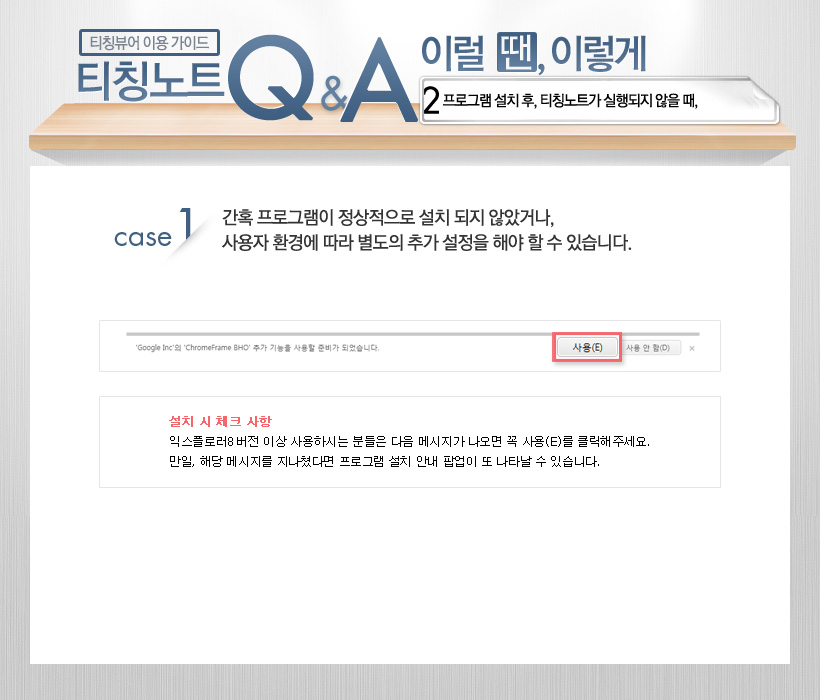 티칭뷰어 이용 가이드
티칭노트 Q&A
이럴 땐, 이렇게
2 프로그램 설치 후, 티칭노트가 실행되지 않을 때,
case 1
간혹 프로그램이 정상적으로 설치 되지 않았거나,
사용자 환경에 따라 별도의 추가 설정을 해야 할 수 있습니다.
'Google Inc'의 'ChromeFrame BHO' 추가 기능을 사용할 준비가 되었습니다. 사용(E) 사용 안 함(D) ×
설치 시 체크 사항
익스플로러8 버전 이상 사용하시는 분들은 다음 메시지가 나오면 꼭 사용(E)를 클릭해주세요.
만일, 해당 메시지를 지나쳤다면 프로그램 설치 안내 팝업이 또 나타날 수 있습니다.